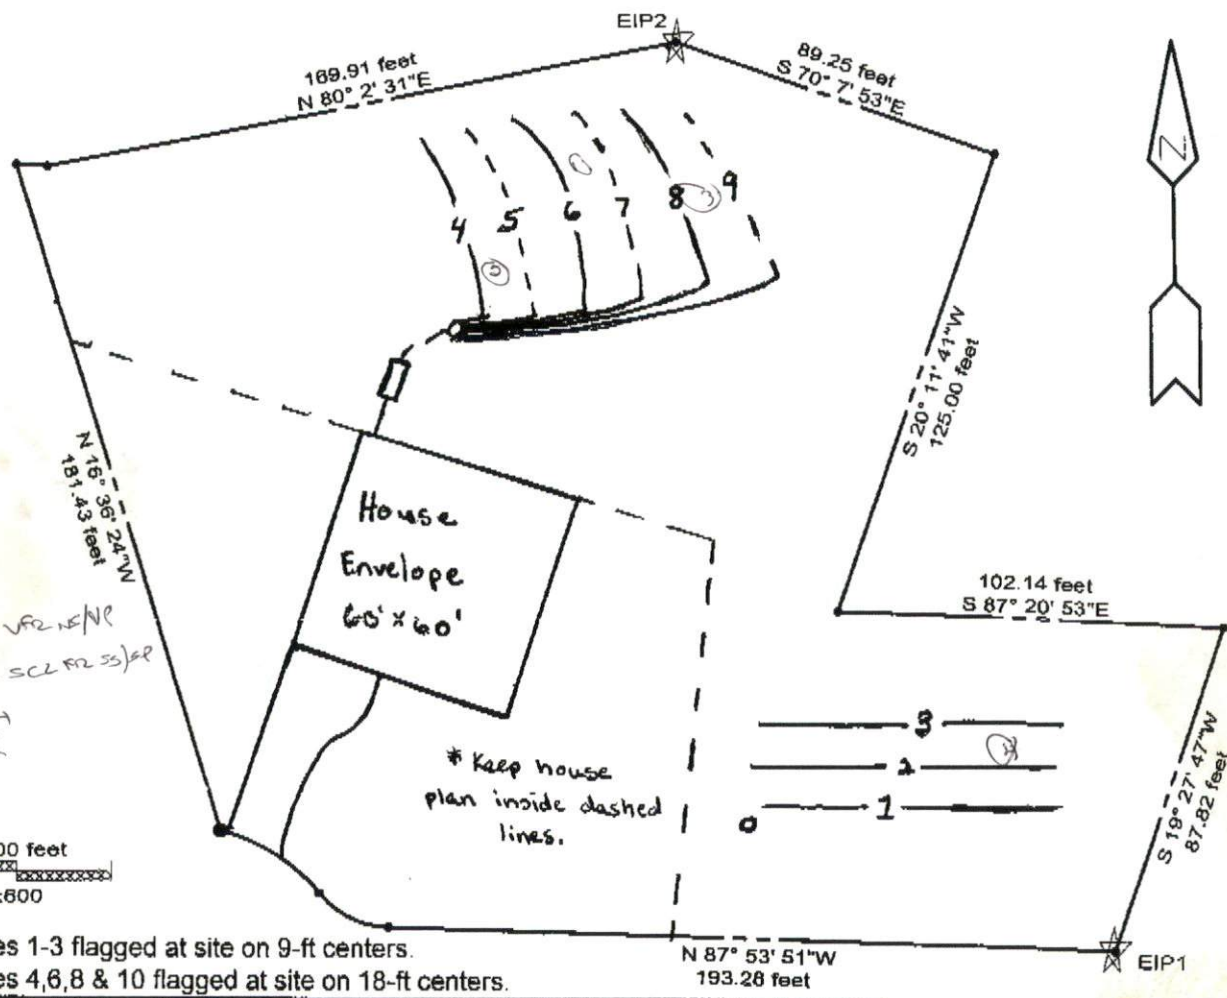 EIP2
169.91 feet
N 80° 2' 31"E
89.25 feet
S 70° 7' 53"E
N
4 5 6 7 8 9
3
S 20° 11' 41"W
125.00 feet
N 16° 36' 24"W
181.43 feet
House
Envelope
60' x 60'
102.14 feet
S 87° 20' 53"E
3
2
1
0
* Keep house
plan inside dashed
lines.
S 19° 27' 47"W
87.82 feet
00 feet
:600
es 1-3 flagged at site on 9-ft centers.
es 4,6,8 & 10 flagged at site on 18-ft centers.
N 87° 53' 51"W
193.28 feet
EIP1